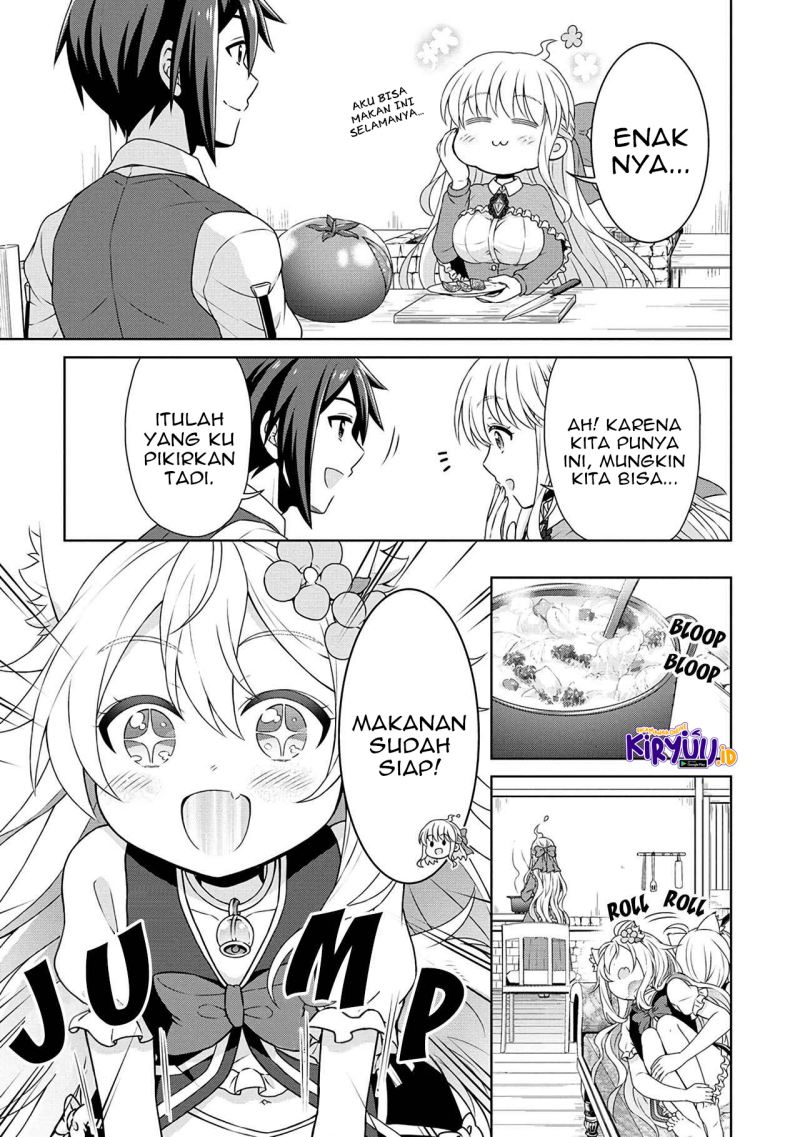 ENAK
NYA...
AKU BISA
MAKAN INI
SELAMANYA...
AH! KARENA
KITA PUNYA
INI, MUNGKIN
KITA BISA...
ITULAH
YANG KU
PIKIRKAN
TADI.
BLOOP
BLOOP
KIRYUU.ID
ROLL ROLL
MAKANAN
SUDAH
SIAP!
JUMP